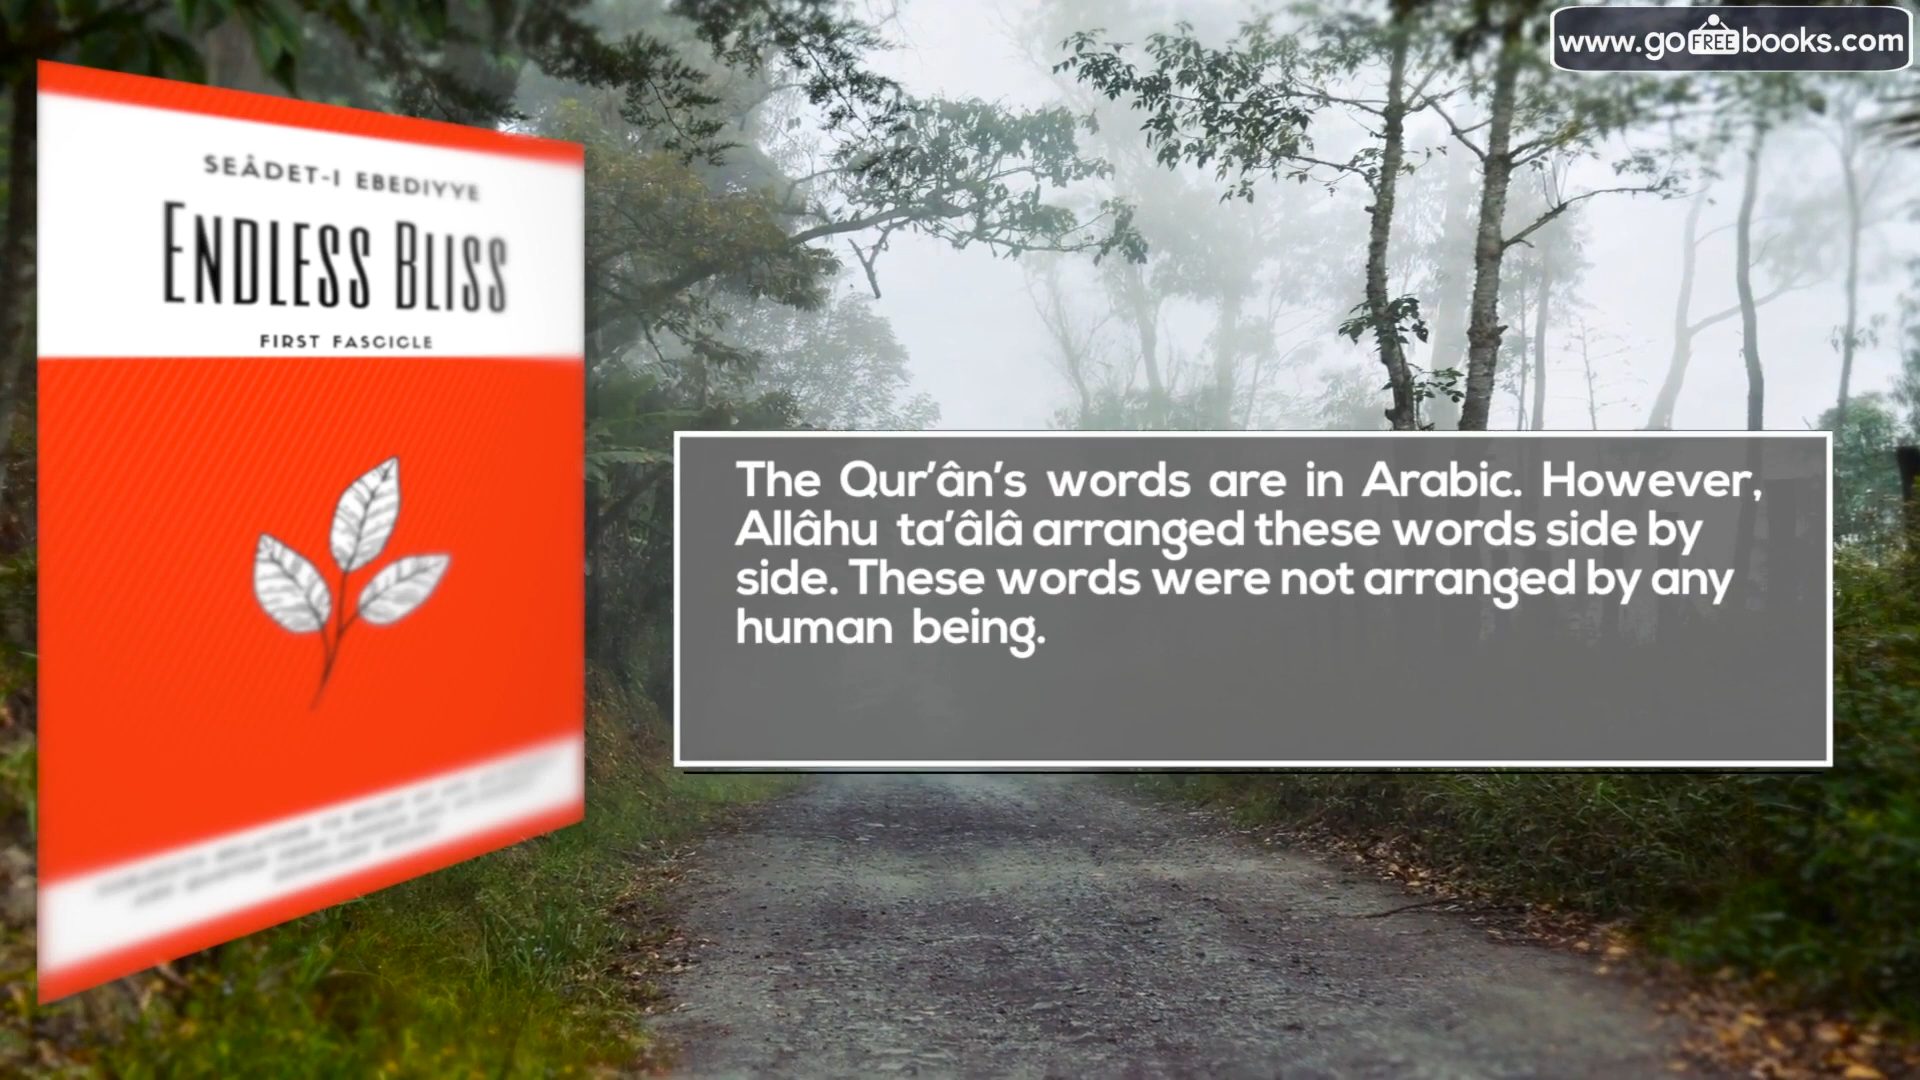 www.goFREEbooks.com
SEÂDET-I EBEDIYYE
ENDLESS BLISS
FIRST FASCICLE
The Qur’ân’s words are in Arabic. However,
Allâhu ta’âlâ arranged these words side by
side. These words were not arranged by any
human being.